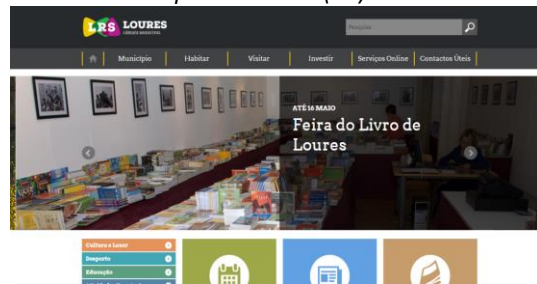 LRS LOURES
CÂMARA MUNICIPAL
Pesquisa
Município Habitar Visitar Investir Serviços Online Contactos Úteis
ATÉ 16 MAIO
Feira do Livro de
Loures
Cultura e Lazer
Desporto
Educação